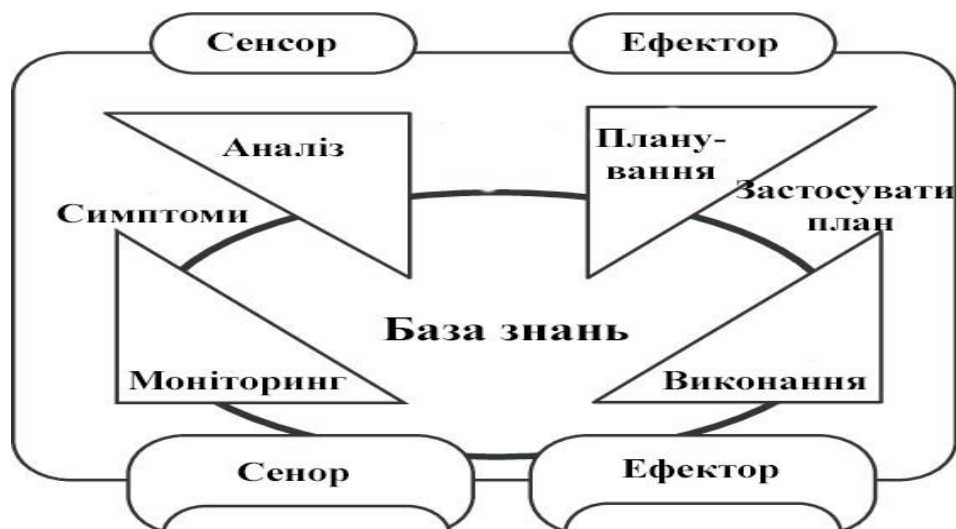 Сенсор
Ефектор
Аналіз
Плану-
вання
Симптоми
Застосувати
план
База знань
Моніторинг
Виконання
Сенор
Ефектор